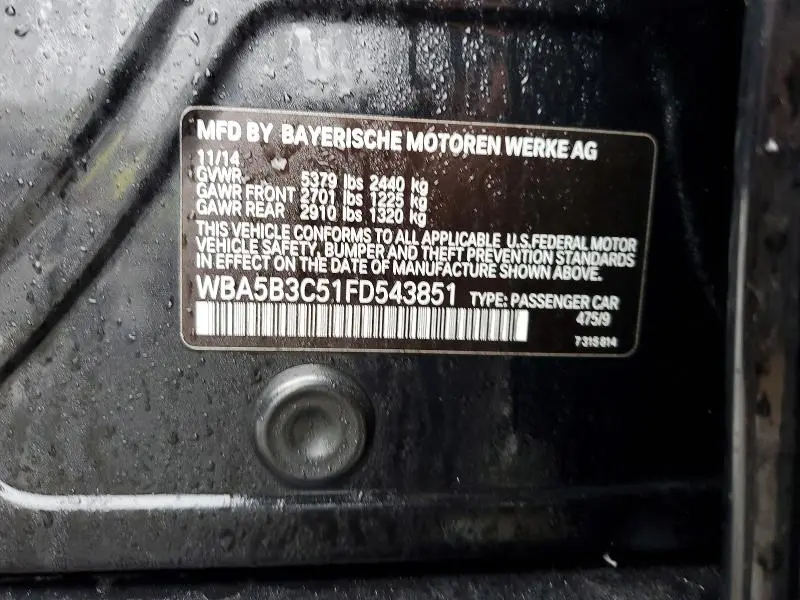 MFD BY BAYERISCHE MOTOREN WERKE AG
11/14
GVWR 5379 lbs 2440 kg
GAWR FRONT 2701 lbs 1225 kg
GAWR REAR 2910 lbs 1320 kg
THIS VEHICLE CONFORMS TO ALL APPLICABLE U.S.FEDERAL MOTOR
VEHICLE SAFETY, BUMPER AND THEFT PREVENTION STANDARDS
IN EFFECT ON THE DATE OF MANUFACTURE SHOWN ABOVE.
WBA5B3C51FD543851 TYPE: PASSENGER CAR
475/9
7315814